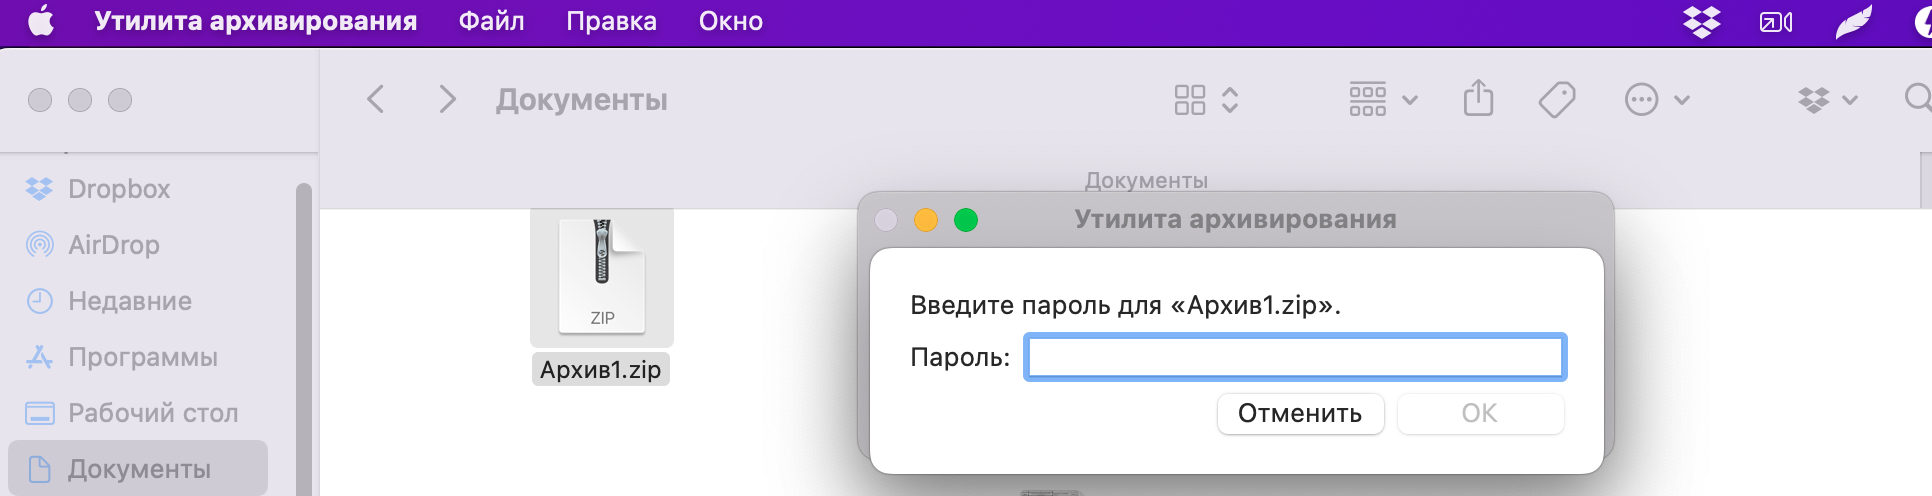 Утилита архивирования Файл Правка Окно
Документы
Dropbox
AirDrop
Недавние
Программы
Рабочий стол
Документы
Документы
ZIP
Архив1.zip
Утилита архивирования
Введите пароль для «Архив1.zip».
Пароль:
Отменить OK